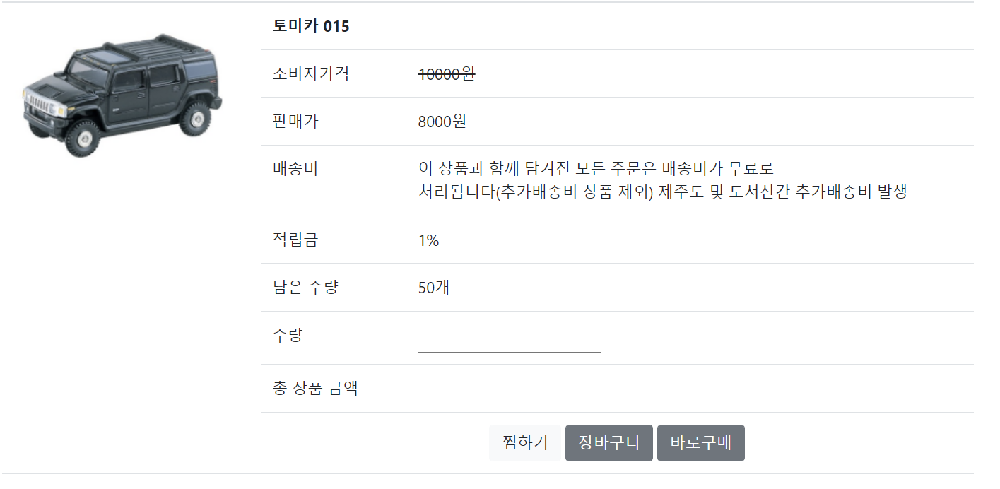 토미카 015
소비자가격 10000원
판매가 8000원
배송비 이 상품과 함께 담겨진 모든 주문은 배송비가 무료로
처리됩니다(추가배송비 상품 제외) 제주도 및 도서산간 추가배송비 발생
적립금 1%
남은 수량 50개
수량
총 상품 금액
찜하기 장바구니 바로구매